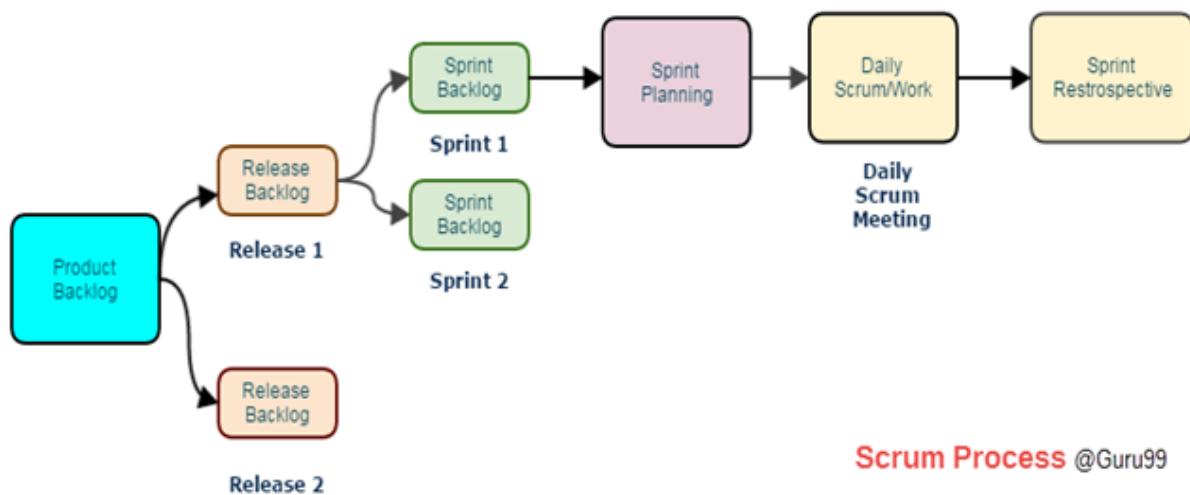 Product
Backlog
Release
Backlog
Release 1
Release
Backlog
Release 2
Sprint
Backlog
Sprint 1
Sprint
Backlog
Sprint 2
Sprint
Planning
Daily
Scrum/Work
Daily
Scrum
Meeting
Sprint
Restrospective
Scrum Process @Guru99